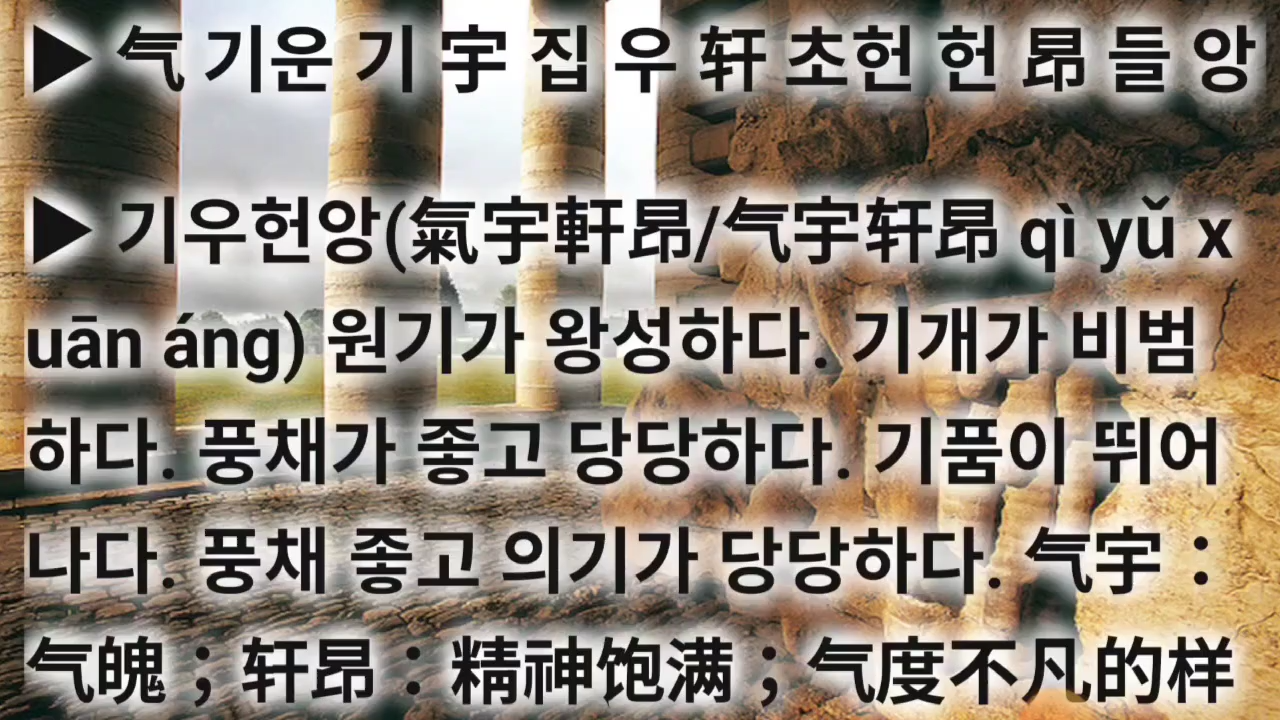 ▶ 气 기운 기 宇 집 우 轩 초헌 헌 昂 들 앙
▶ 기우헌앙(氣宇軒昂/气宇轩昂 qì yǔ x
uān áng) 원기가 왕성하다. 기개가 비범
하다. 풍채가 좋고 당당하다. 기품이 뛰어
나다. 풍채 좋고 의기가 당당하다. 气宇：
气魄；轩昂：精神饱满；气度不凡的样